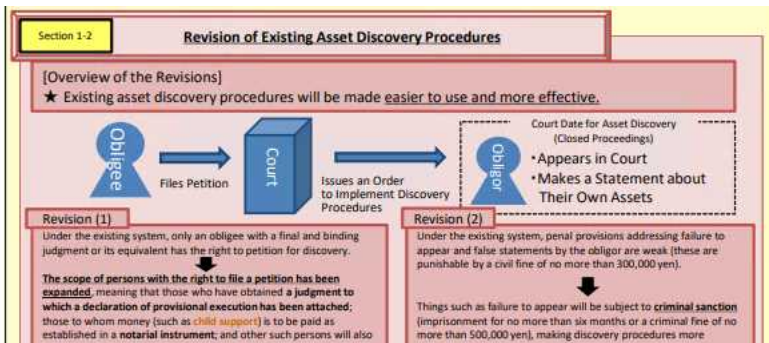 Section 1-2
Revision of Existing Asset Discovery Procedures
[Overview of the Revisions]
★ Existing asset discovery procedures will be made easier to use and more effective.
Obligee
Files Petition
Court
Issues an Order
to Implement Discovery
Procedures
Court Date for Asset Discovery
(Closed Proceedings)
Obligor
・Appears in Court
・Makes a Statement about
Their Own Assets
Revision (1)
Under the existing system, only an obligee with a final and binding
judgment or its equivalent has the right to petition for discovery.
The scope of persons with the right to file a petition has been
expanded, meaning that those who have obtained a judgment to
which a declaration of provisional execution has been attached;
those to whom money (such as child support) is to be paid as
established in a notarial instrument; and other such persons will also
Revision (2)
Under the existing system, penal provisions addressing failure to
appear and false statements by the obligor are weak (these are
punishable by a civil fine of no more than 300,000 yen).
Things such as failure to appear will be subject to criminal sanction
(imprisonment for no more than six months or a criminal fine of no
more than 500,000 yen), making discovery procedures more